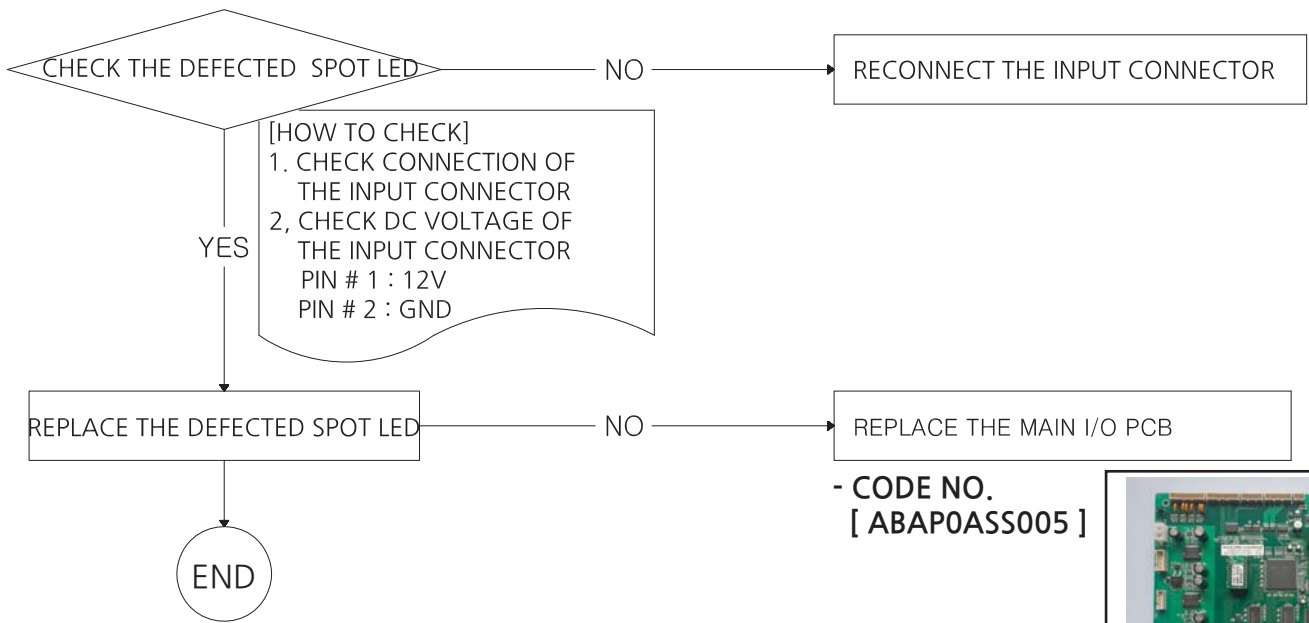 CHECK THE DEFECTED SPOT LED
NO
RECONNECT THE INPUT CONNECTOR
[HOW TO CHECK]
1. CHECK CONNECTION OF
THE INPUT CONNECTOR
2, CHECK DC VOLTAGE OF
THE INPUT CONNECTOR
PIN # 1 : 12V
PIN # 2 : GND
YES
REPLACE THE DEFECTED SPOT LED
NO
REPLACE THE MAIN I/O PCB
- CODE NO.
[ ABAP0ASS005 ]
END